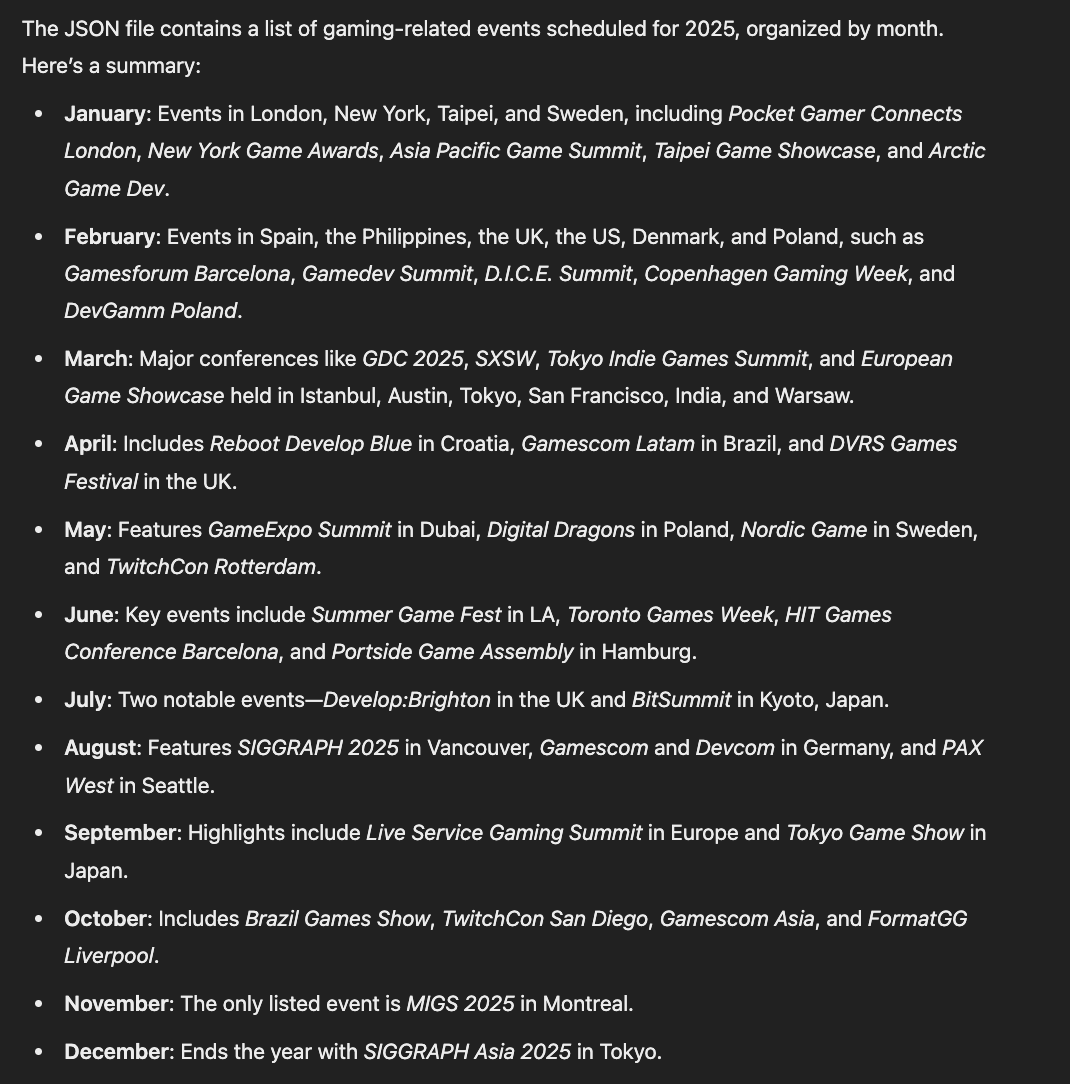 The JSON file contains a list of gaming-related events scheduled for 2025, organized by month.
Here’s a summary:
• January: Events in London, New York, Taipei, and Sweden, including Pocket Gamer Connects
London, New York Game Awards, Asia Pacific Game Summit, Taipei Game Showcase, and Arctic
Game Dev.
• February: Events in Spain, the Philippines, the UK, the US, Denmark, and Poland, such as
Gamesforum Barcelona, Gamedev Summit, D.I.C.E. Summit, Copenhagen Gaming Week, and
DevGamm Poland.
• March: Major conferences like GDC 2025, SXSW, Tokyo Indie Games Summit, and European
Game Showcase held in Istanbul, Austin, Tokyo, San Francisco, India, and Warsaw.
• April: Includes Reboot Develop Blue in Croatia, Gamescom Latam in Brazil, and DVRS Games
Festival in the UK.
• May: Features GameExpo Summit in Dubai, Digital Dragons in Poland, Nordic Game in Sweden,
and TwitchCon Rotterdam.
• June: Key events include Summer Game Fest in LA, Toronto Games Week, HIT Games
Conference Barcelona, and Portside Game Assembly in Hamburg.
• July: Two notable events—Develop:Brighton in the UK and BitSummit in Kyoto, Japan.
• August: Features SIGGRAPH 2025 in Vancouver, Gamescom and Devcom in Germany, and PAX
West in Seattle.
• September: Highlights include Live Service Gaming Summit in Europe and Tokyo Game Show in
Japan.
• October: Includes Brazil Games Show, TwitchCon San Diego, Gamescom Asia, and FormatGG
Liverpool.
• November: The only listed event is MIGS 2025 in Montreal.
• December: Ends the year with SIGGRAPH Asia 2025 in Tokyo.